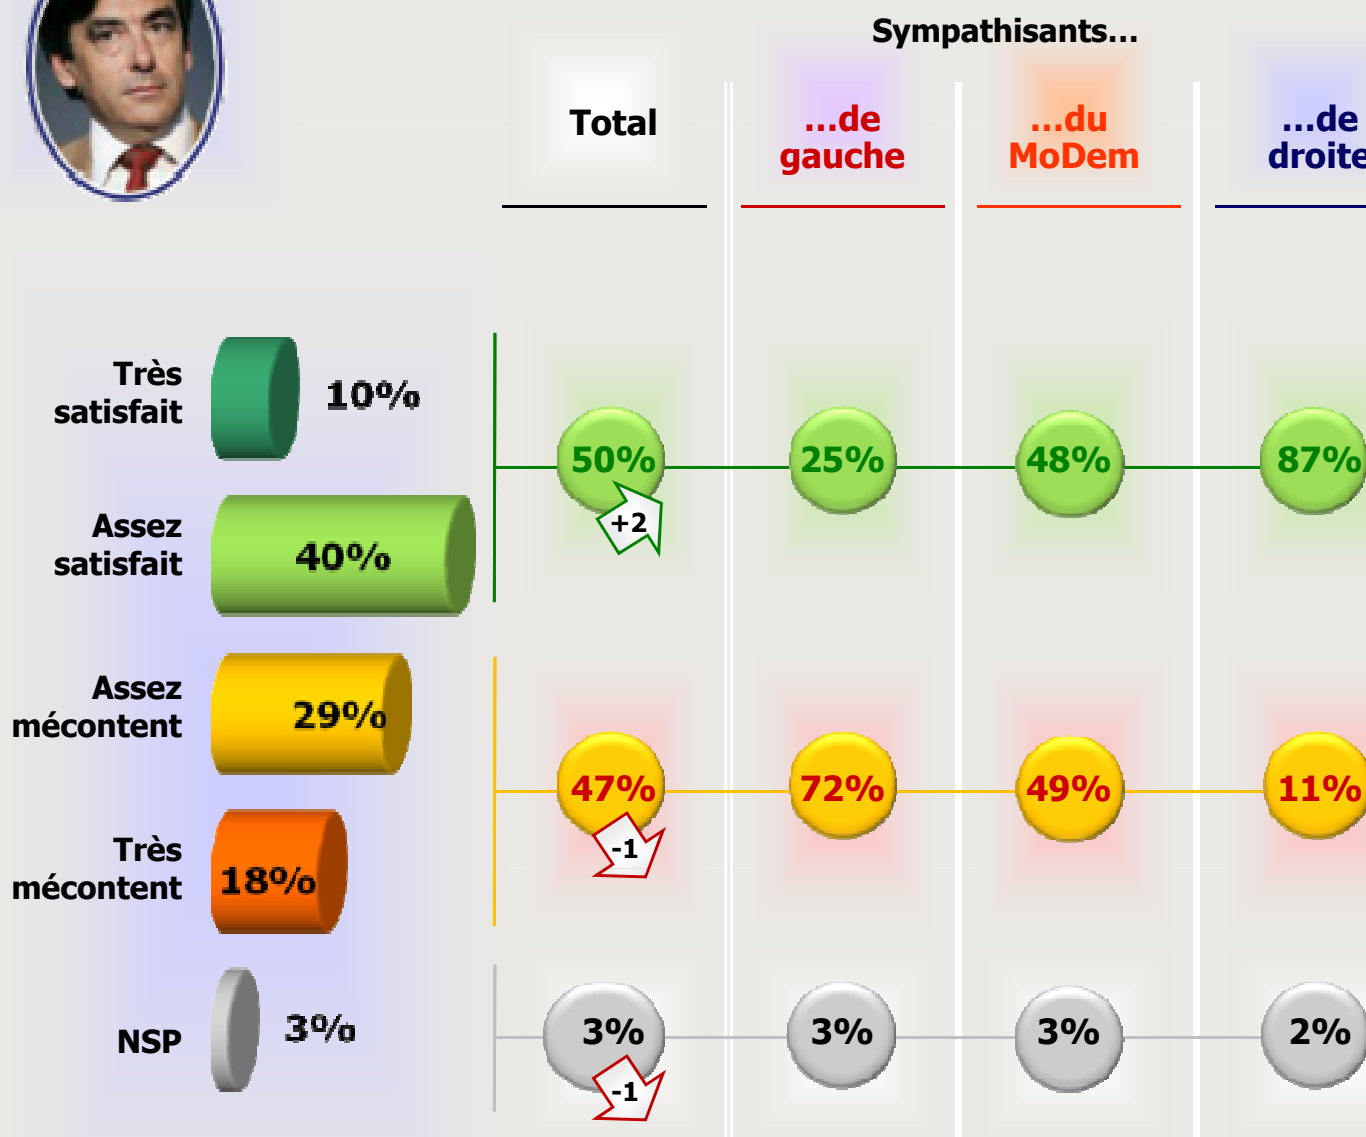 Sympathisants...
Total
...de
gauche
...du
MoDem
...de
droite
Très
satisfait
10%
Assez
satisfait
40%
50%
25%
48%
87%
+2
Assez
mécontent
29%
Très
mécontent
18%
47%
72%
49%
11%
-1
NSP
3%
3%
3%
3%
2%
-1